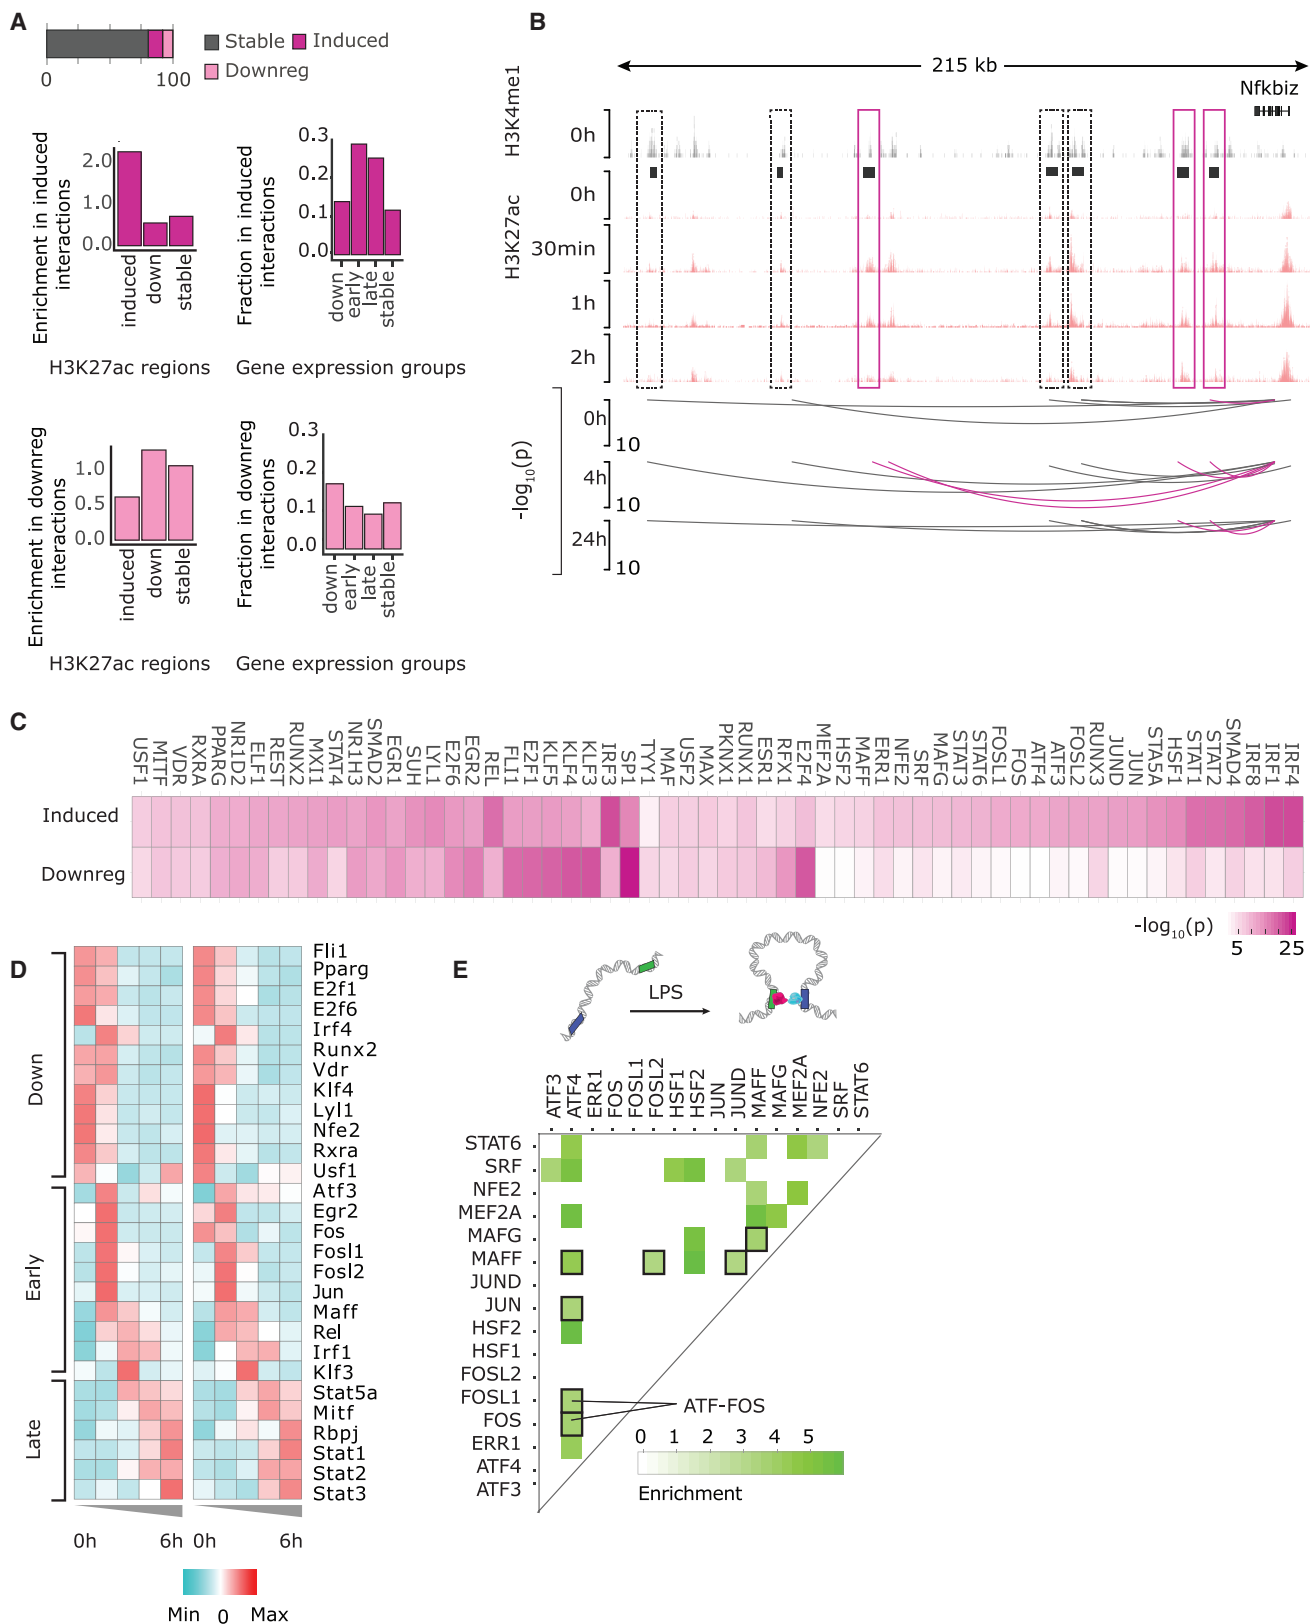 A
Stable Induced
Downreg
0 100
Enrichment in induced
interactions
2.0
1.0
0.0
induced
down
stable
H3K27ac regions
Fraction in induced
interactions
0.3
0.2
0.1
0.0
down
early
late
stable
Gene expression groups
Enrichment in downreg
interactions
1.0
0.5
0.0
induced
down
stable
H3K27ac regions
Fraction in downreg
interactions
0.3
0.2
0.1
0.0
down
early
late
stable
Gene expression groups
B
215 kb
Nfkbiz
H3K4me1
0h
H3K27ac
0h
30min
1h
2h
-log10(p)
0h
10
4h
10
24h
10
C
USF1
MITF
VDR
RXRA
PPARG
NR1D2
ELF1
REST
RUNX2
MXI1
STAT4
NR1H3
SMAD2
EGR1
SUH
LYL1
E2F6
EGR2
REL
FLI1
E2F1
KLF5
KLF4
KLF3
IRF3
SP1
TYY1
MAF
USF2
MAX
PKNX1
RUNX1
ESR1
RFX1
E2F4
MEF2A
HSF2
MAFF
ERR1
NFE2
SRF
MAFG
STAT3
STAT6
FOSL1
FOS
ATF4
ATF3
FOSL2
RUNX3
JUND
JUN
STA5A
HSF1
STAT1
STAT2
SMAD4
IRF8
IRF1
IRF4
Induced
Downreg
-log10(p)
5 25
D
Down
Fli1
Pparg
E2f1
E2f6
Irf4
Runx2
Vdr
Klf4
Lyl1
Nfe2
Rxra
Usf1
Early
Atf3
Egr2
Fos
Fosl1
Fosl2
Jun
Maff
Rel
Irf1
Klf3
Late
Stat5a
Mitf
Rbpj
Stat1
Stat2
Stat3
0h 6h 0h 6h
Min 0 Max
E
LPS
ATF3
ATF4
ERR1
FOS
FOSL1
FOSL2
HSF1
HSF2
JUN
JUND
MAFF
MAFG
MEF2A
NFE2
SRF
STAT6
STAT6
SRF
NFE2
MEF2A
MAFG
MAFF
JUND
JUN
HSF2
HSF1
FOSL2
FOSL1
FOS
ERR1
ATF4
ATF3
ATF-FOS
0 1 2 3 4 5
Enrichment